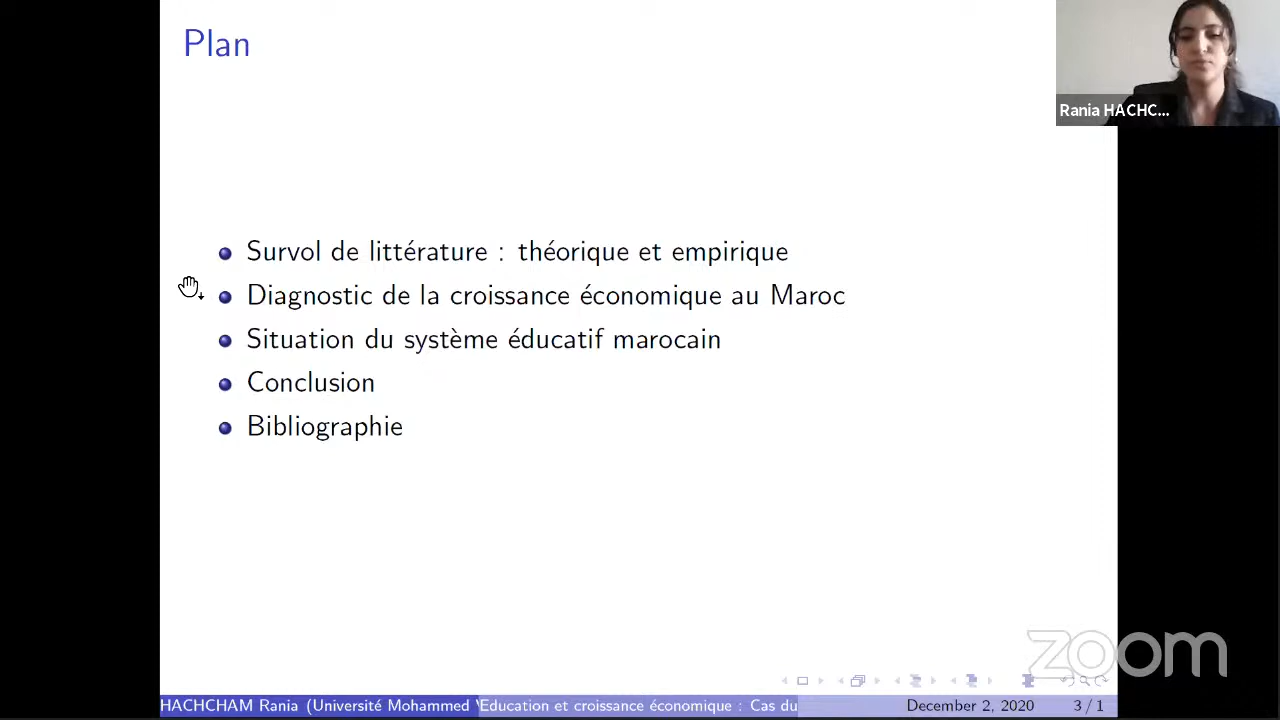 Plan
Rania HACHC...
Survol de littérature : théorique et empirique
Diagnostic de la croissance économique au Maroc
Situation du système éducatif marocain
Conclusion
Bibliographie
zoom
HACHCHAM Rania (Université Mohammed V
Education et croissance économique : Cas du
December 2, 2020
3 / 1